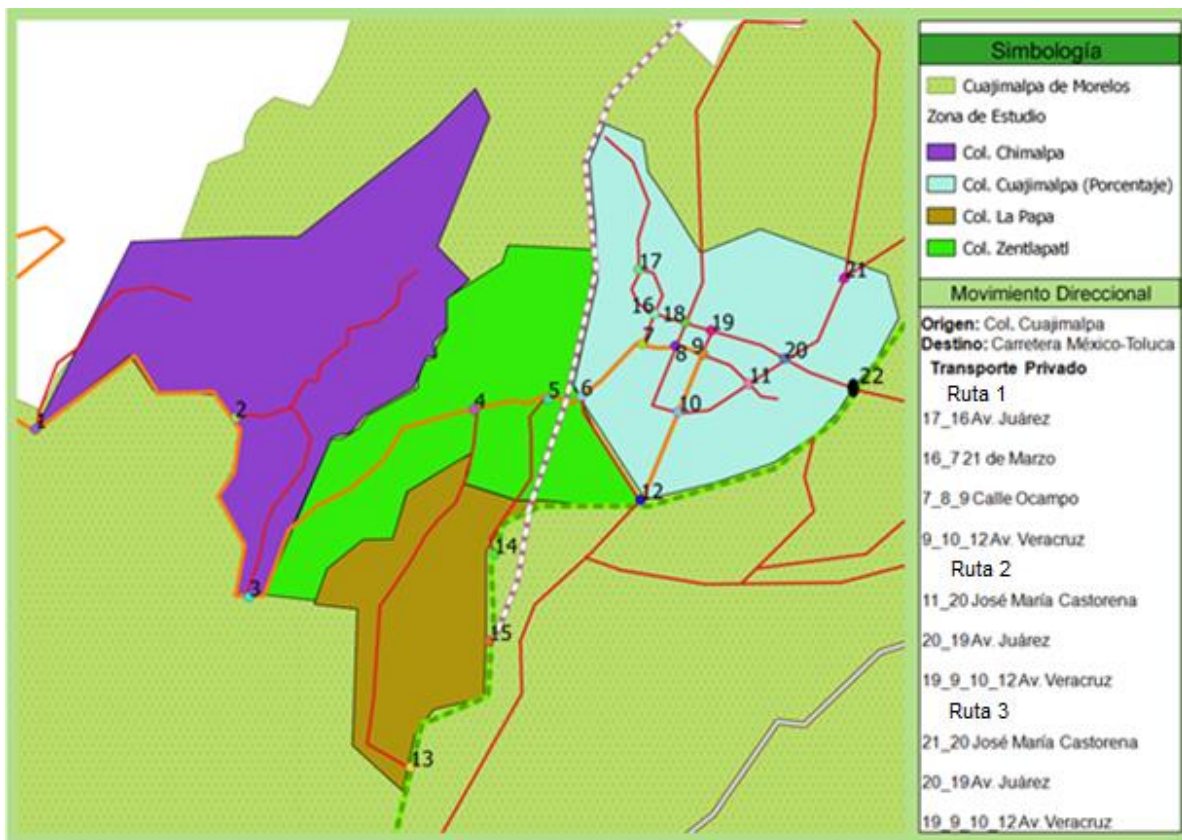 Simbología
Cuajimalpa de Morelos
Zona de Estudio
Col. Chimalpa
Col. Cuajimalpa (Porcentaje)
Col. La Papa
Col. Zentlapatl
Movimiento Direccional
Origen: Col. Cuajimalpa
Destino: Carretera México-Toluca
Transporte Privado
Ruta 1
17_16 Av. Juárez
16_7 21 de Marzo
7_8_9 Calle Ocampo
9_10_12 Av. Veracruz
Ruta 2
11_20 José María Castorena
20_19 Av. Juárez
19_9_10_12 Av. Veracruz
Ruta 3
21_20 José María Castorena
20_19 Av. Juárez
19_9_10_12 Av. Veracruz
17
21
16
18
19
7
8
9
20
11
22
5
6
4
10
1
2
12
14
3
15
13